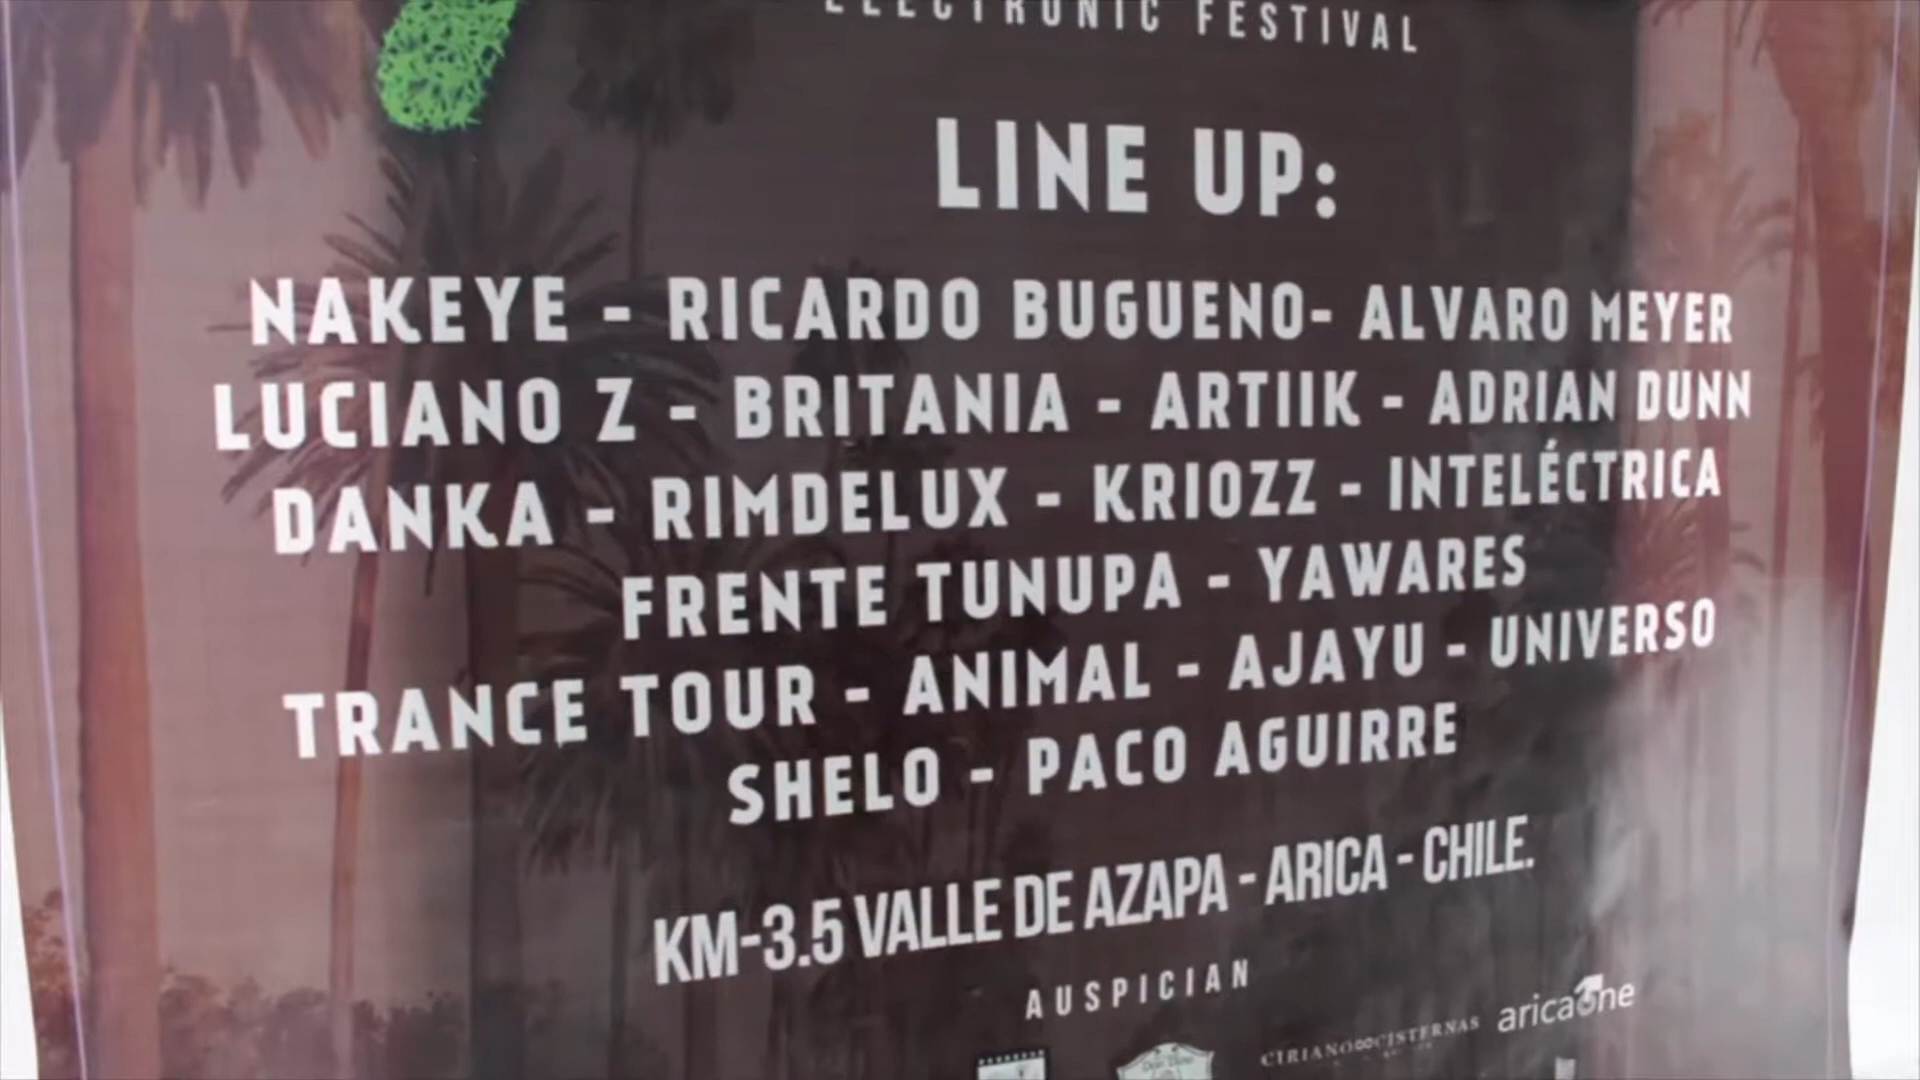 ELECTRONIC FESTIVAL
LINE UP:
NAKEYE - RICARDO BUGUENO- ALVARO MEYER
LUCIANO Z - BRITANIA - ARTIIK - ADRIAN DUNN
DANKA - RIMDELUX - KRIOZZ - INTELÉCTRICA
FRENTE TUNUPA - YAWARES
TRANCE TOUR - ANIMAL - AJAYU - UNIVERSO
SHELO - PACO AGUIRRE
KM-3.5 VALLE DE AZAPA - ARICA - CHILE.
AUSPICIAN
CIRIANO CISTERNAS aricaone